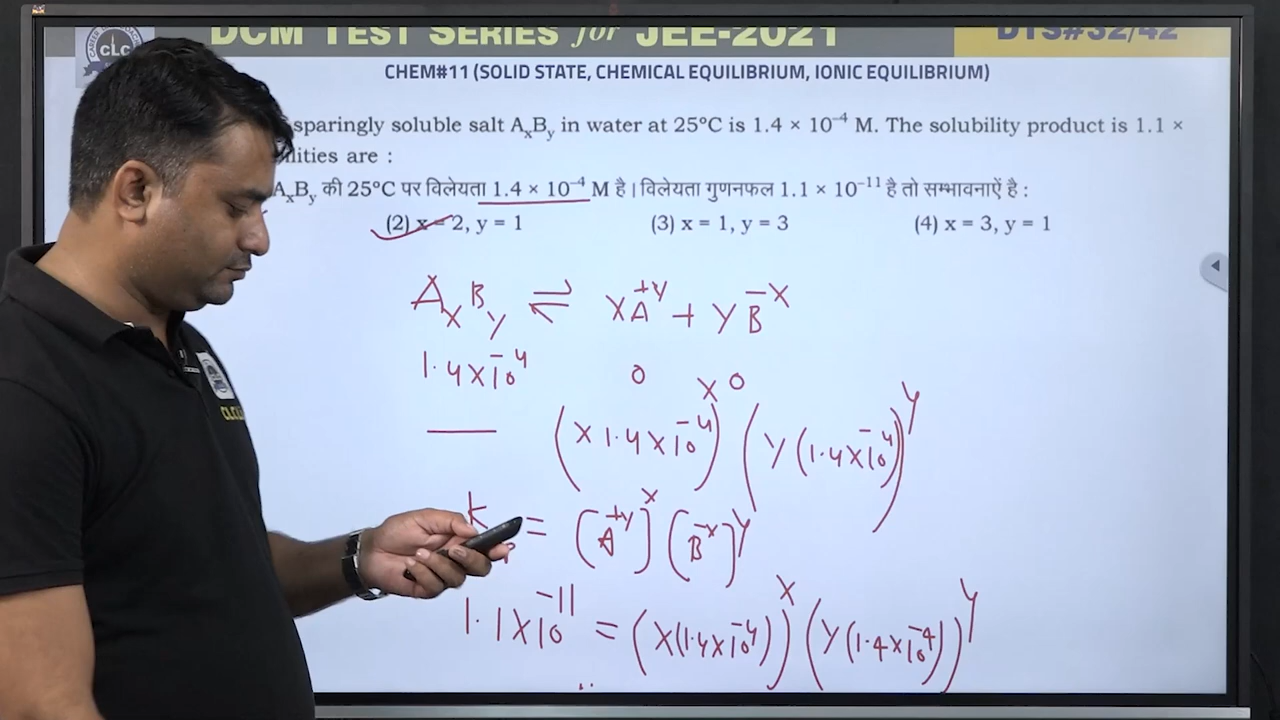 CLC
DCM TEST SERIES for JEE-2021
DTS#32/42
CHEM#11 (SOLID STATE, CHEMICAL EQUILIBRIUM, IONIC EQUILIBRIUM)
sparingly soluble salt AₓBᵧ in water at 25°C is 1.4 × 10⁻⁴ M. The solubility product is 1.1 ×
are :
AₓBᵧ की 25°C पर विलेयता 1.4 × 10⁻⁴ M है। विलेयता गुणनफल 1.1 × 10⁻¹¹ है तो सम्भावनाऐं है :
(2) x = 2, y = 1 (3) x = 1, y = 3 (4) x = 3, y = 1
AₓBᵧ ⇌ xA⁺ʸ + yB⁻ˣ
1.4×10⁻⁴ 0 0
(x 1.4×10⁻⁴)ˣ (y(1.4×10⁻⁴))ʸ
= [A⁺ʸ]ˣ [B⁻ˣ]ʸ
1.1×10⁻¹¹ = (x(1.4×10⁻⁴))ˣ (y(1.4×10⁻⁴))ʸ